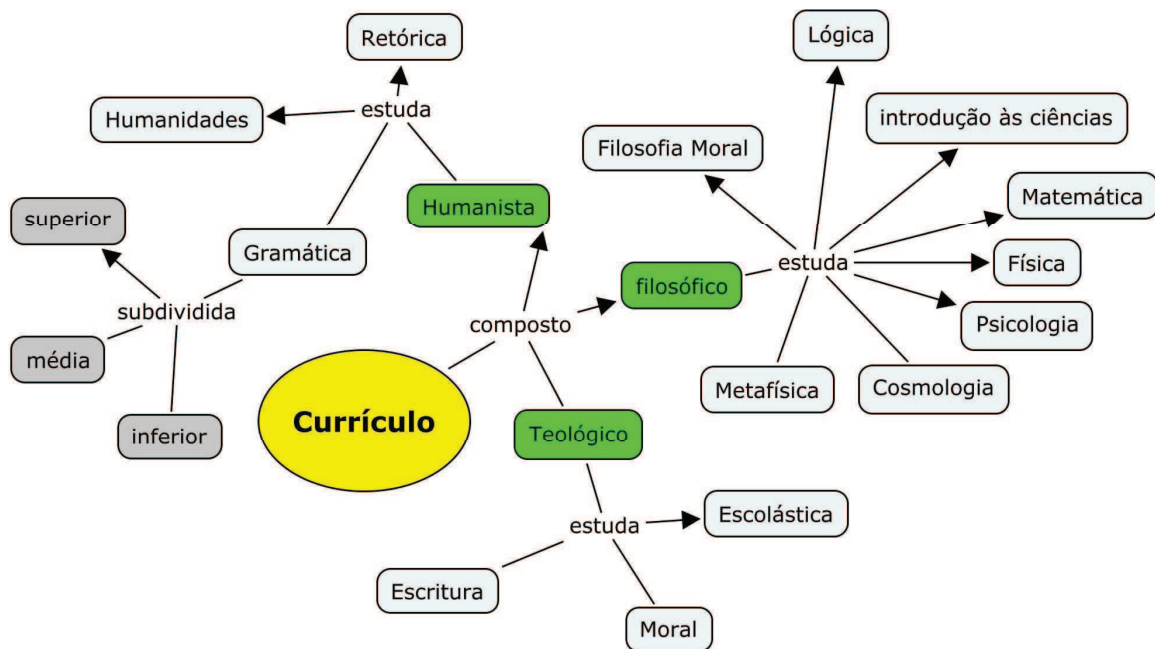 Retórica
Lógica
Humanidades
estuda
introdução às ciências
Filosofia Moral
superior
Humanista
Matemática
Gramática
estuda
Física
filosófico
subdividida
composto
Psicologia
média
Metafísica
Cosmologia
Currículo
inferior
Teológico
estuda
Escolástica
Escritura
Moral